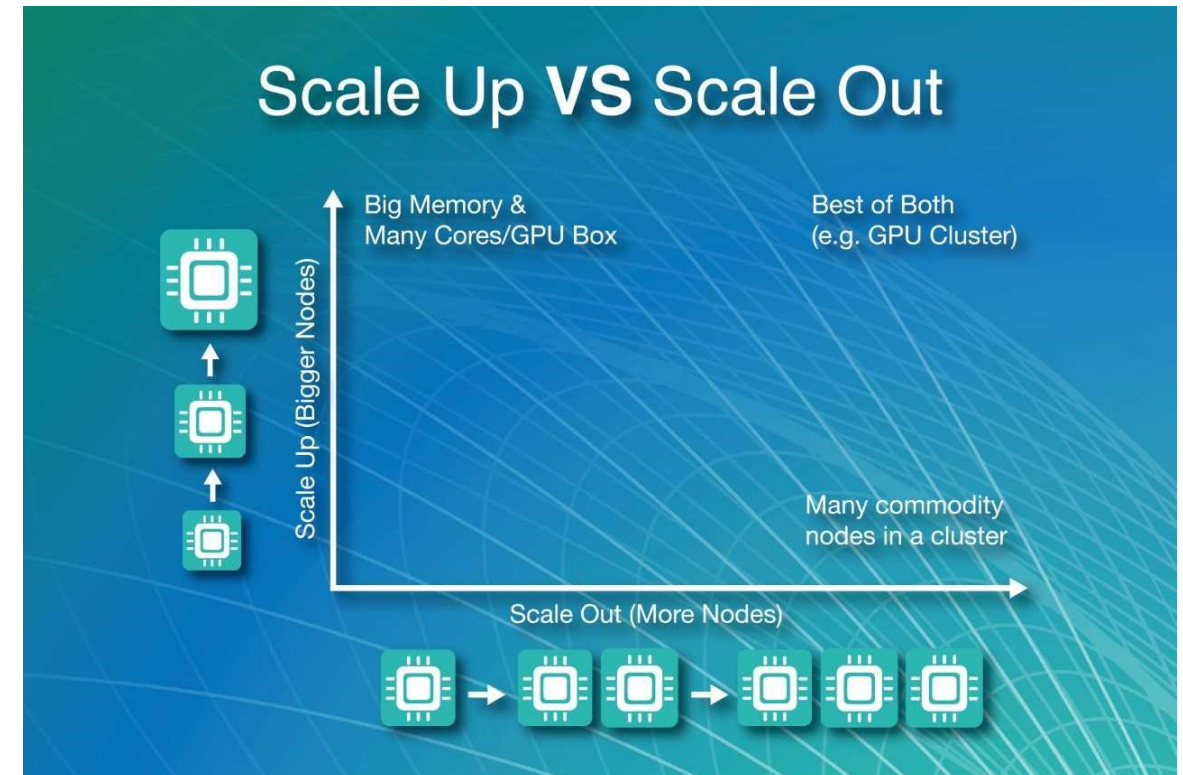 Scale Up VS Scale Out
Big Memory &
Many Cores/GPU Box
Best of Both
(e.g. GPU Cluster)
Scale Up (Bigger Nodes)
Many commodity
nodes in a cluster
Scale Out (More Nodes)